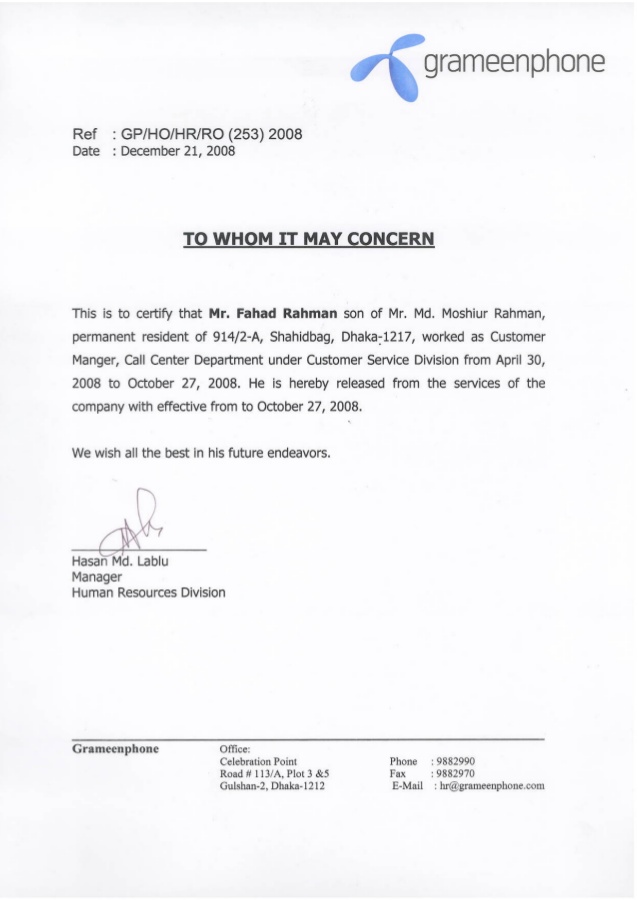 grameenphone
Ref : GP/HO/HR/RO (253) 2008
Date : December 21, 2008
TO WHOM IT MAY CONCERN
This is to certify that Mr. Fahad Rahman son of Mr. Md. Moshiur Rahman,
permanent resident of 914/2-A, Shahidbag, Dhaka-1217, worked as Customer
Manger, Call Center Department under Customer Service Division from April 30,
2008 to October 27, 2008. He is hereby released from the services of the
company with effective from to October 27, 2008.
We wish all the best in his future endeavors.
Hasan Md. Lablu
Manager
Human Resources Division
Grameenphone
Office:
Celebration Point
Road # 113/A, Plot 3 &5
Gulshan-2, Dhaka-1212
Phone : 9882990
Fax : 9882970
E-Mail : hr@grameenphone.com